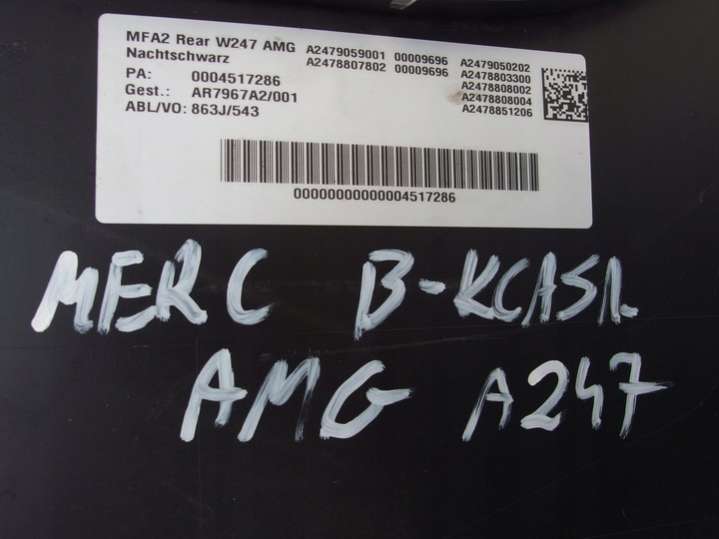 MFA2 Rear W247 AMG A2479059001 00009696 A2479050202
Nachtschwarz A2478807802 00009696 A2478803300
PA: 0004517286 A2478808002
Gest.: AR7967A2/001 A2478808004
ABL/VO: 863J/543 A2478851206
00000000000004517286
MERC B-KCASA
AMG A247